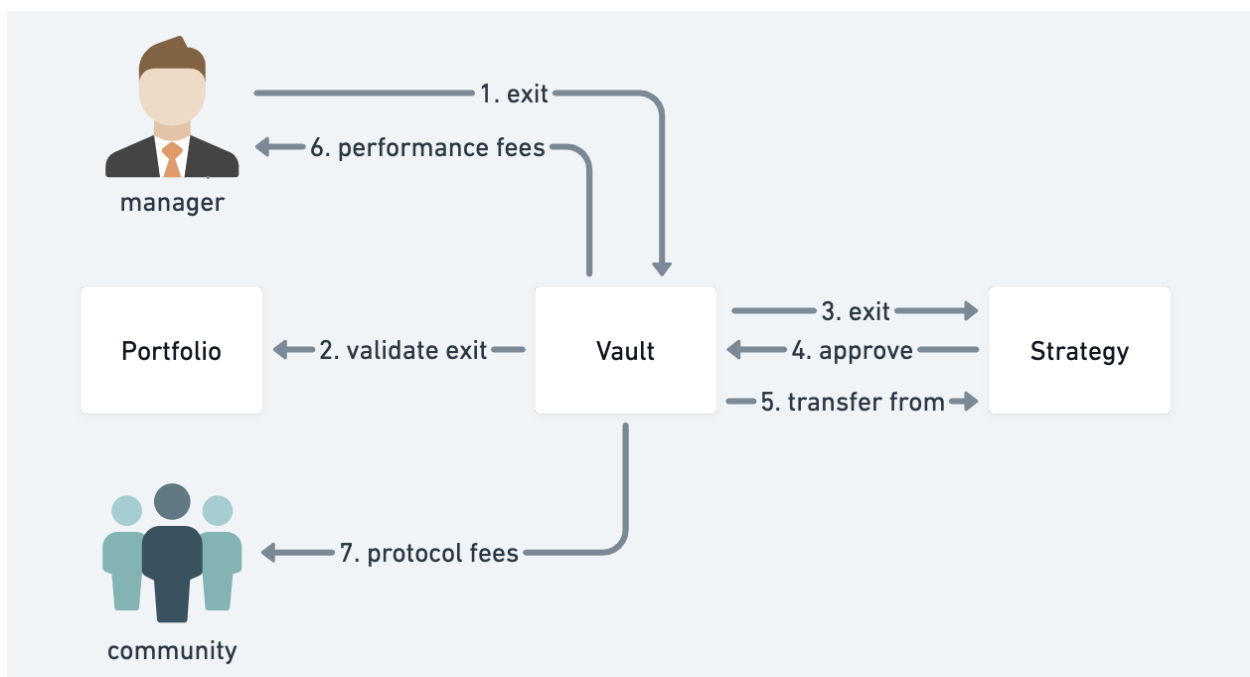 1. exit
6. performance fees
manager
3. exit
Portfolio
2. validate exit
Vault
4. approve
Strategy
5. transfer from
7. protocol fees
community